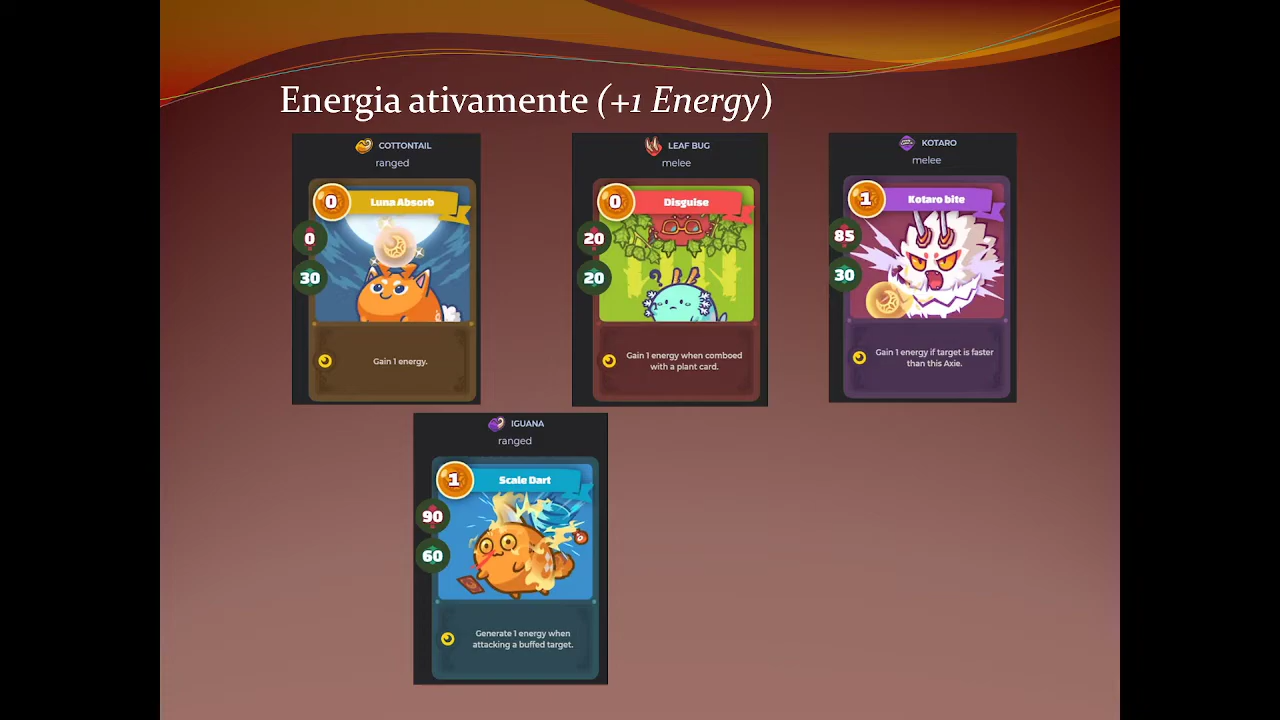 Energia ativamente (+1 Energy)
COTTONTAIL
ranged
0
Luna Absorb
0
30
Gain 1 energy.
LEAF BUG
melee
0
Disguise
20
20
Gain 1 energy when comboed
with a plant card.
KOTARO
melee
1
Kotaro bite
85
30
Gain 1 energy if target is faster
than this Axie.
IGUANA
ranged
1
Scale Dart
90
60
Generate 1 energy when
attacking a buffed target.